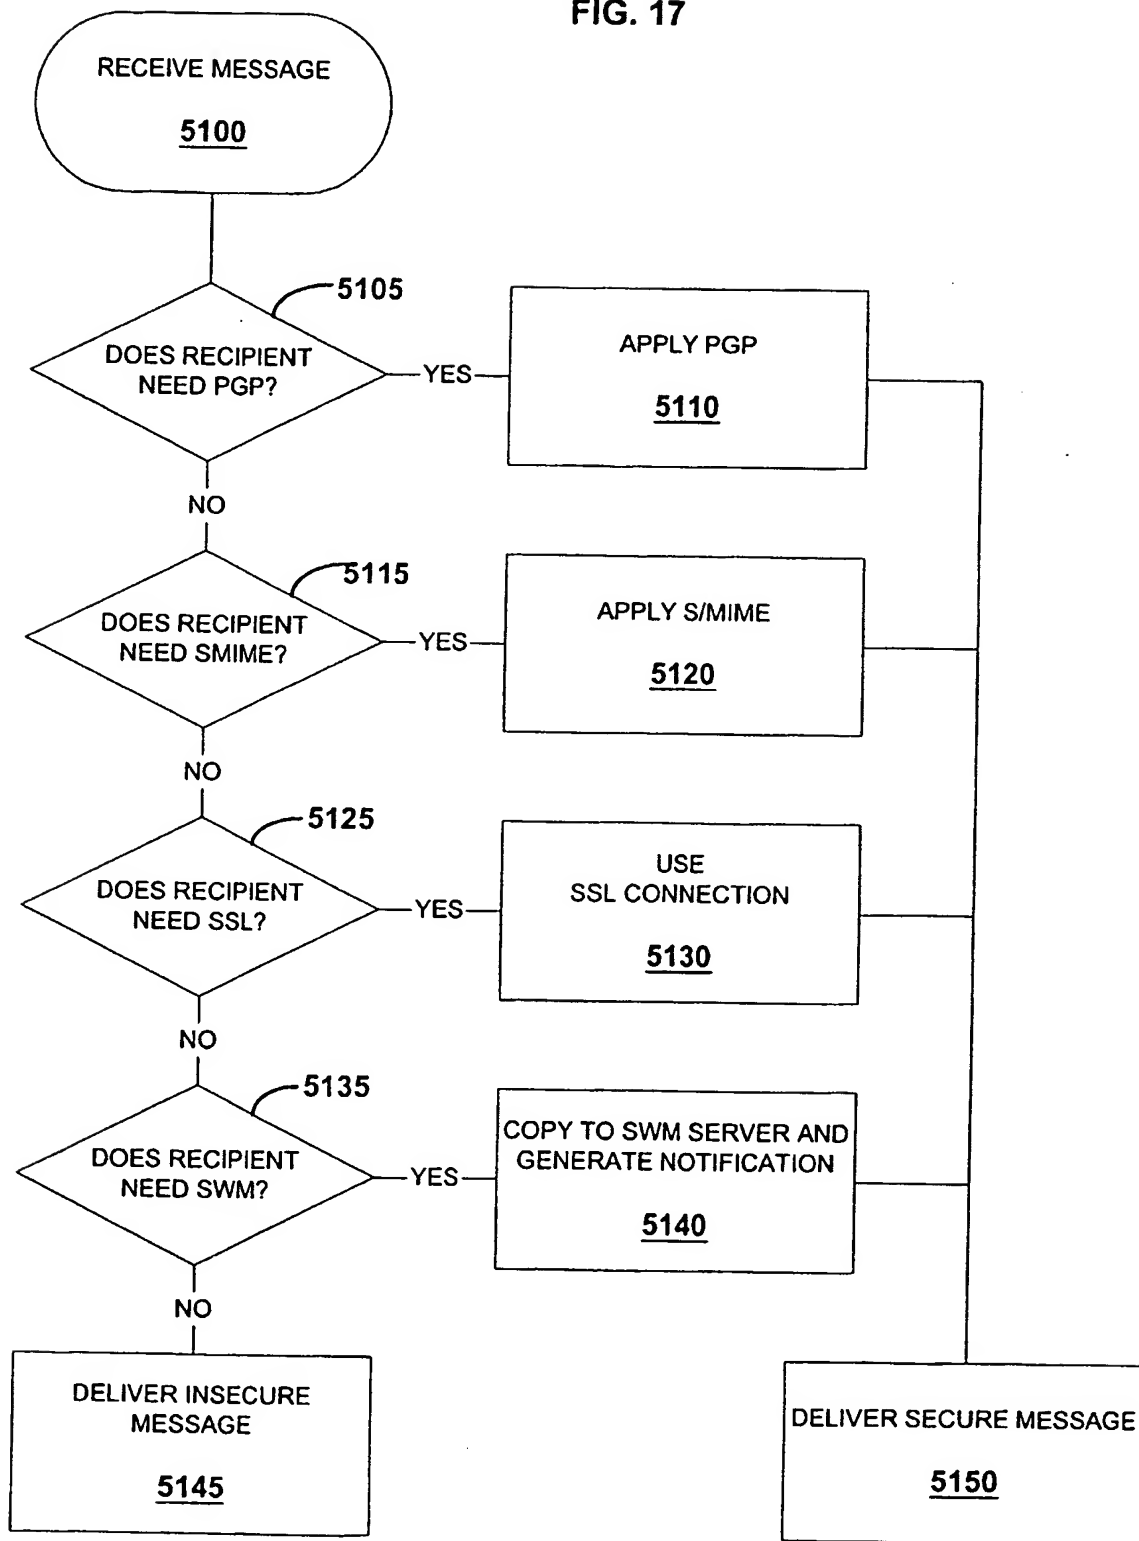 FIG. 17
RECEIVE MESSAGE
5100
5105
DOES RECIPIENT
NEED PGP?
YES
APPLY PGP
5110
NO
5115
DOES RECIPIENT
NEED SMIME?
YES
APPLY S/MIME
5120
NO
5125
DOES RECIPIENT
NEED SSL?
YES
USE
SSL CONNECTION
5130
NO
5135
DOES RECIPIENT
NEED SWM?
YES
COPY TO SWM SERVER AND
GENERATE NOTIFICATION
5140
NO
DELIVER INSECURE
MESSAGE
5145
DELIVER SECURE MESSAGE
5150